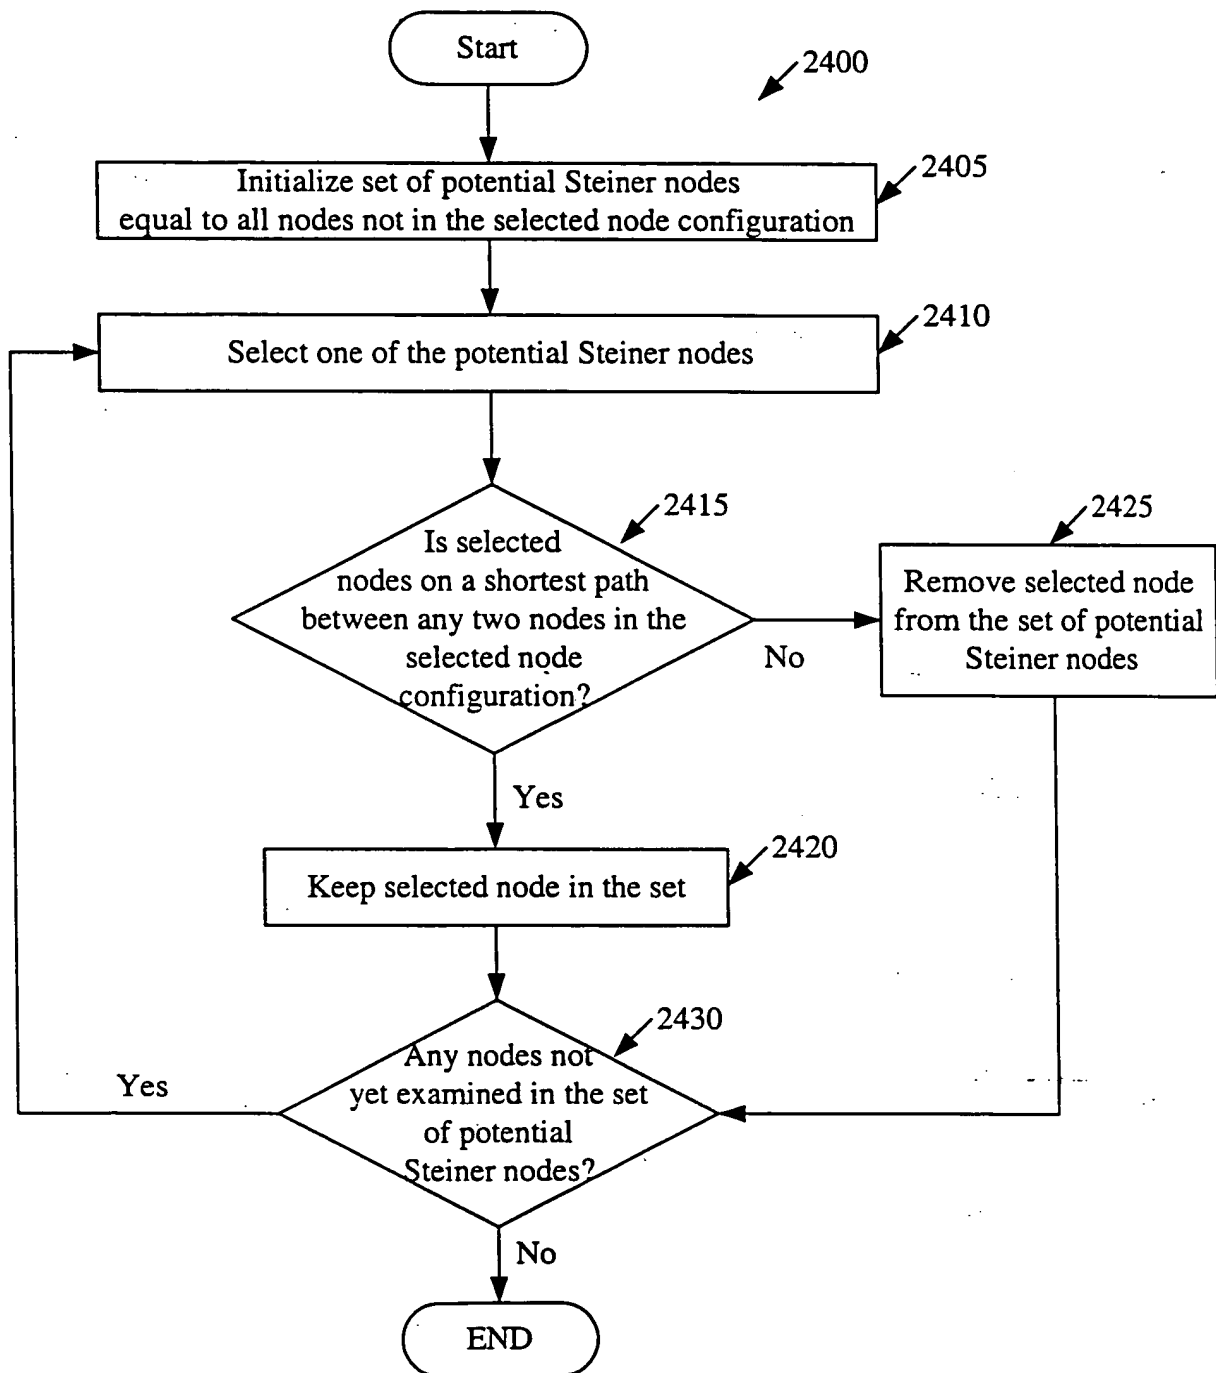 Start
2400
Initialize set of potential Steiner nodes
equal to all nodes not in the selected node configuration
2405
Select one of the potential Steiner nodes
2410
Is selected
nodes on a shortest path
between any two nodes in the
selected node
configuration?
2415
No
2425
Remove selected node
from the set of potential
Steiner nodes
Yes
Keep selected node in the set
2420
Any nodes not
yet examined in the set
of potential
Steiner nodes?
2430
Yes
No
END